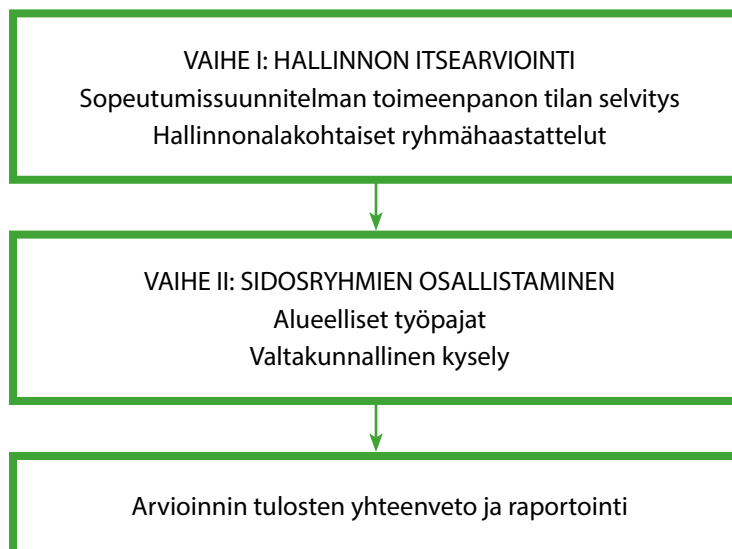 VAIHE I: HALLINNON ITSEARVIOINTI
Sopeutumissuunnitelman toimeenpanon tilan selvitys
Hallinnonalakohtaiset ryhmähaastattelut
VAIHE II: SIDOSRYHMIEN OSALLISTAMINEN
Alueelliset työpajat
Valtakunnallinen kysely
Arvioinnin tulosten yhteenveto ja raportointi